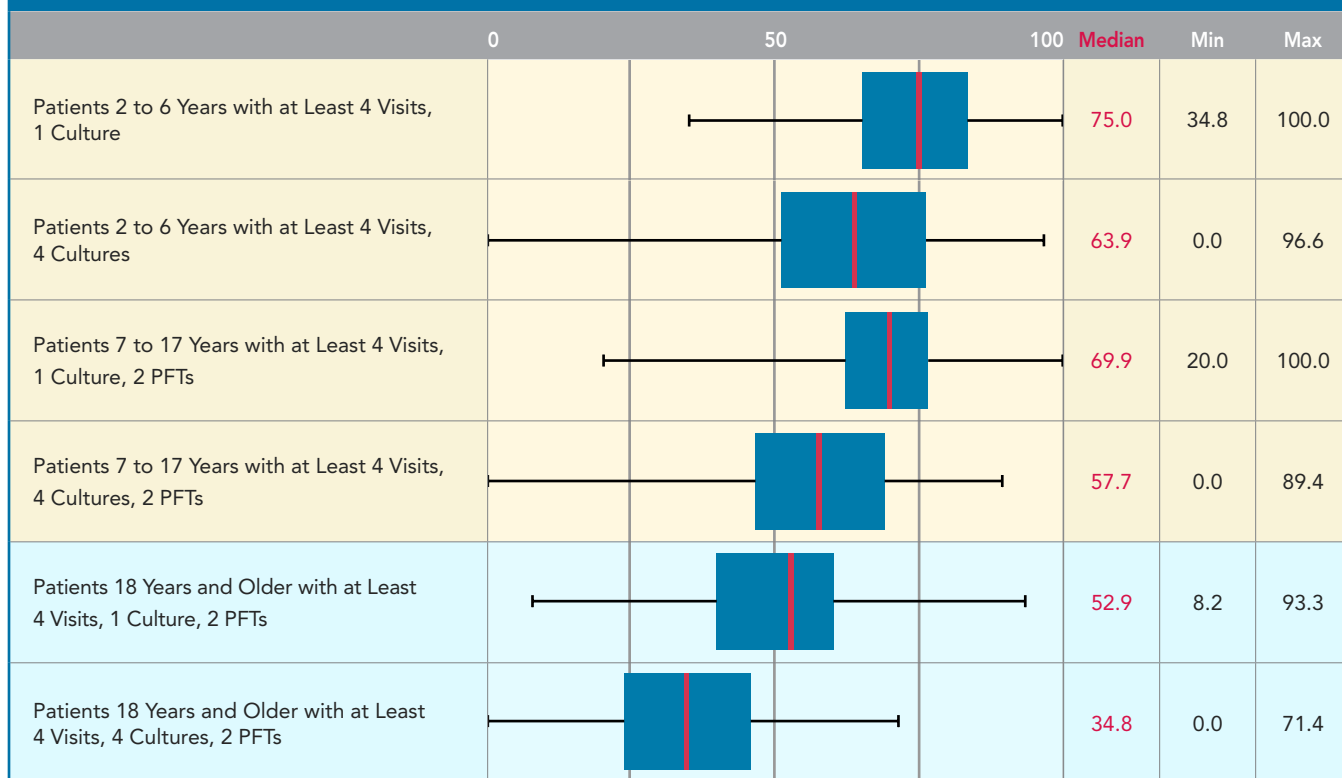 0 50 100 Median Min Max
Patients 2 to 6 Years with at Least 4 Visits,
1 Culture
75.0 34.8 100.0
Patients 2 to 6 Years with at Least 4 Visits,
4 Cultures
63.9 0.0 96.6
Patients 7 to 17 Years with at Least 4 Visits,
1 Culture, 2 PFTs
69.9 20.0 100.0
Patients 7 to 17 Years with at Least 4 Visits,
4 Cultures, 2 PFTs
57.7 0.0 89.4
Patients 18 Years and Older with at Least
4 Visits, 1 Culture, 2 PFTs
52.9 8.2 93.3
Patients 18 Years and Older with at Least
4 Visits, 4 Cultures, 2 PFTs
34.8 0.0 71.4